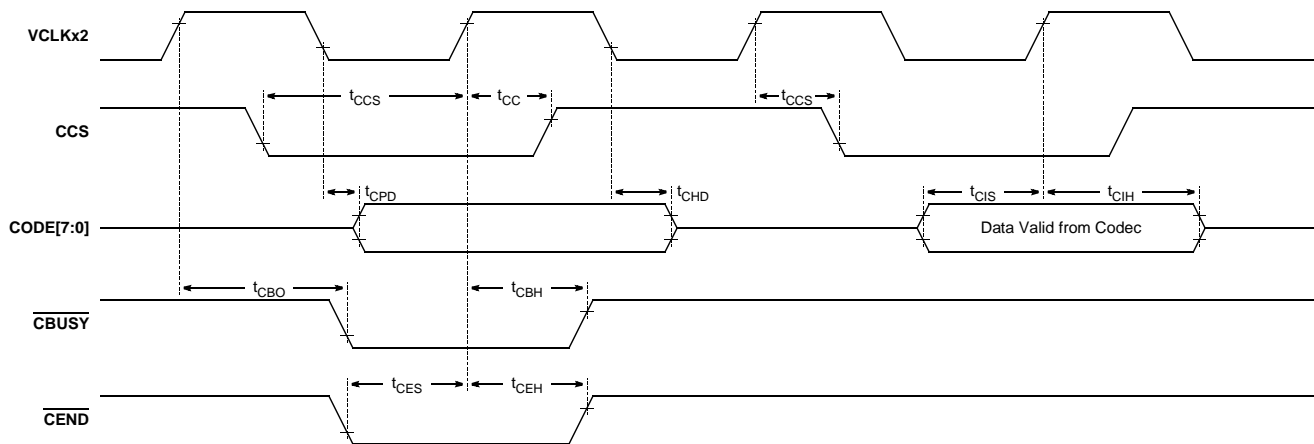 VCLKx2
tCCS
tCC
tCCS
CCS
tCPD
tCHD
tCIS
tCIH
CODE[7:0]
Data Valid from Codec
tCBO
tCBH
CBUSY
tCES
tCEH
CEND